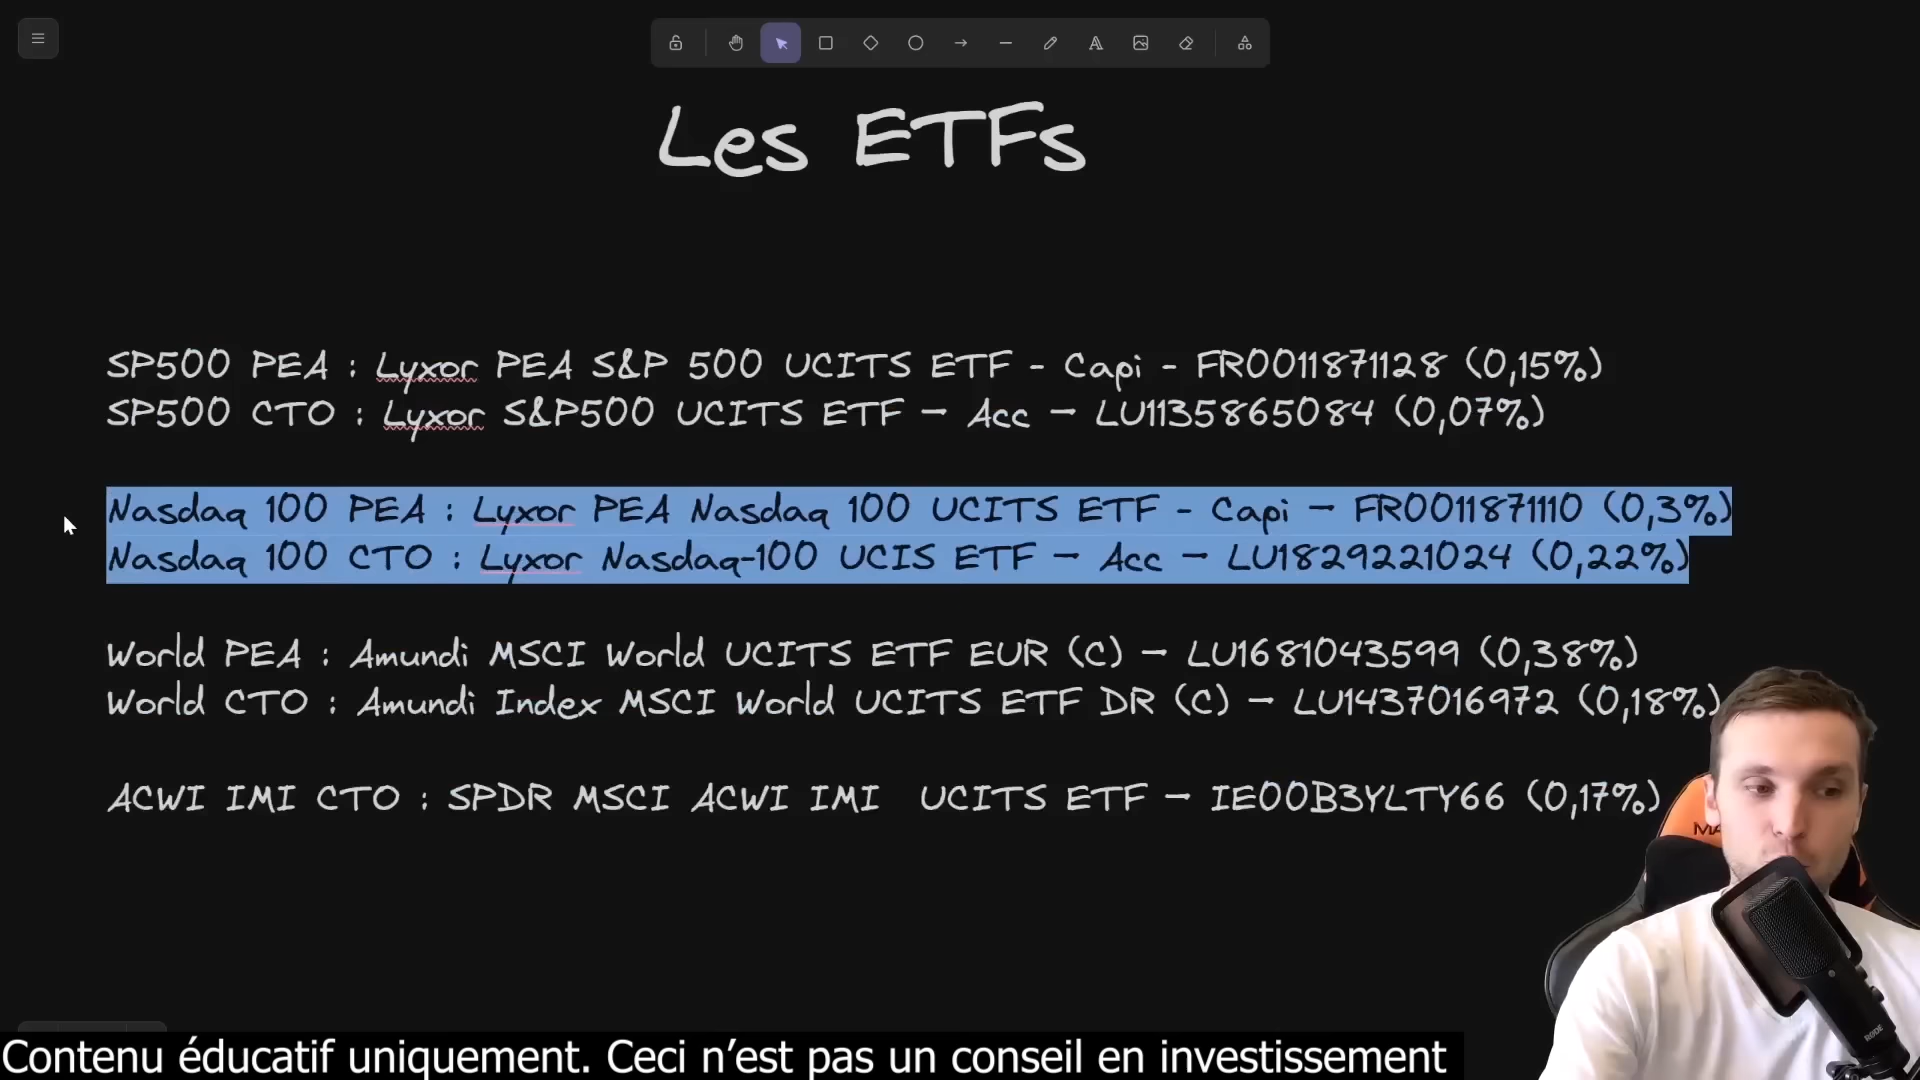 Les ETFs
SP500 PEA : Lyxor PEA S&P 500 UCITS ETF - Capi - FR0011871128 (0,15%)
SP500 CTO : Lyxor S&P500 UCITS ETF – Acc – LU1135865084 (0,07%)
Nasdaq 100 PEA : Lyxor PEA Nasdaq 100 UCITS ETF - Capi – FR0011871110 (0,3%)
Nasdaq 100 CTO : Lyxor Nasdaq-100 UCIS ETF – Acc – LU1829221024 (0,22%)
World PEA : Amundi MSCI World UCITS ETF EUR (C) – LU1681043599 (0,38%)
World CTO : Amundi Index MSCI World UCITS ETF DR (C) – LU1437016972 (0,18%)
ACWI IMI CTO : SPDR MSCI ACWI IMI  UCITS ETF – IE00B3YLTY66 (0,17%)
RØDE
Contenu éducatif uniquement. Ceci n’est pas un conseil en investissement